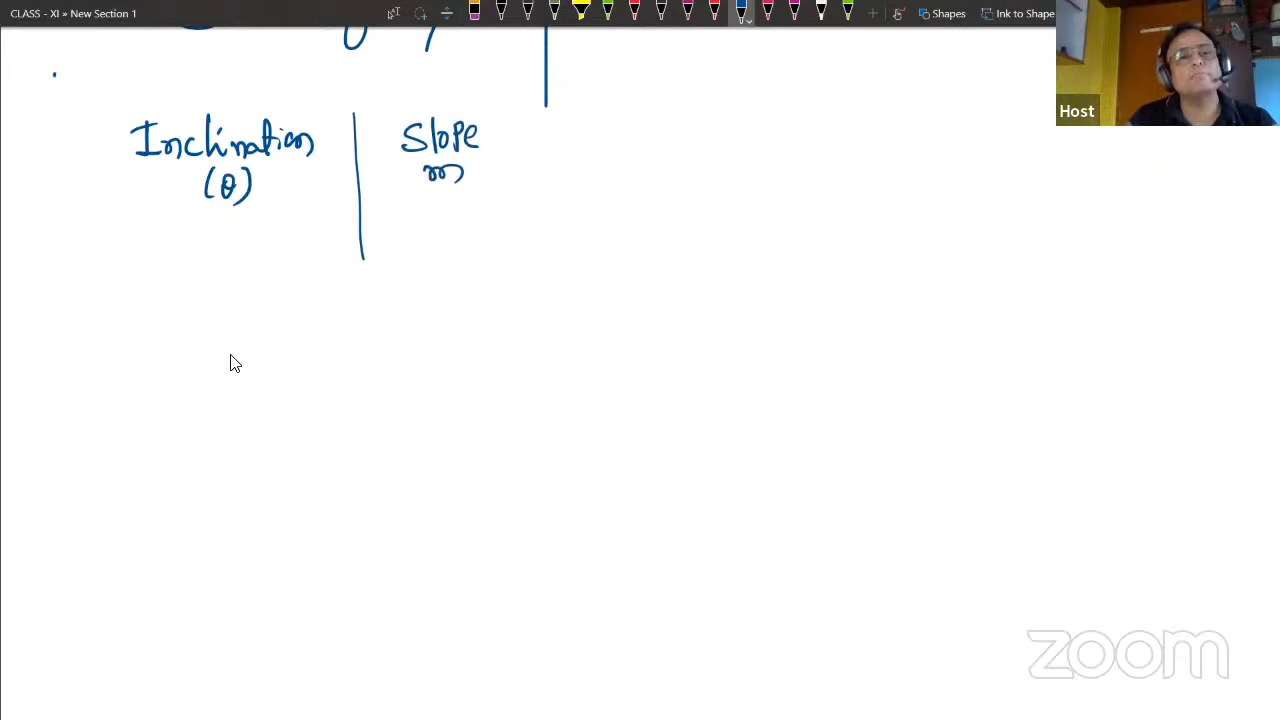 CLASS - XI » New Section 1
Shapes
Ink to Shape
Host
Inclination
(θ)
Slope
m
zoom